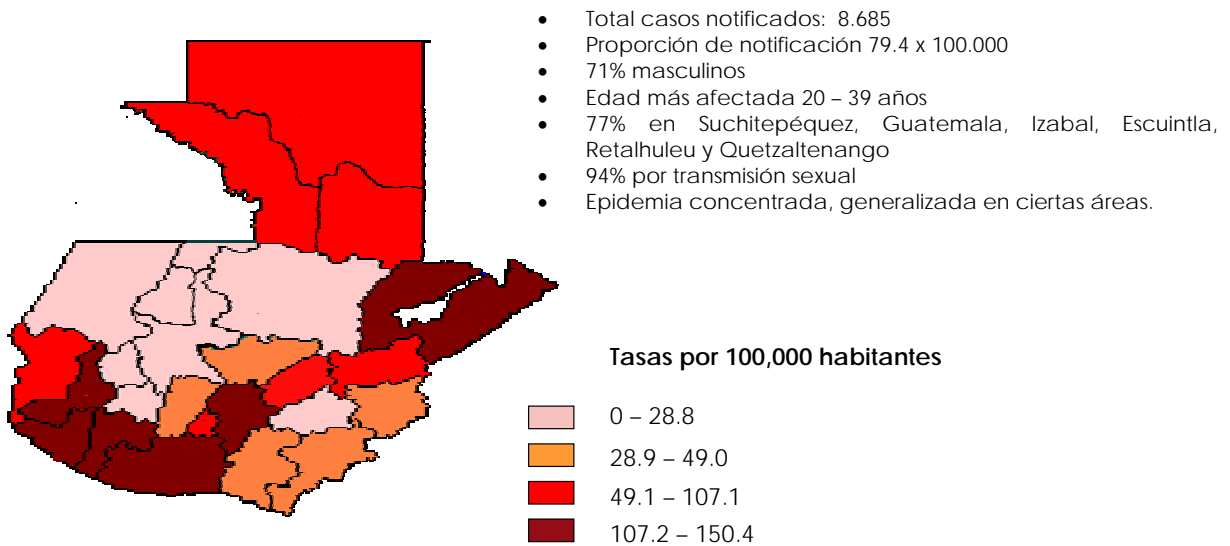 • Total casos notificados: 8.685
• Proporción de notificación 79.4 x 100.000
• 71% masculinos
• Edad más afectada 20 – 39 años
• 77% en Suchitepéquez, Guatemala, Izabal, Escuintla,
Retalhuleu y Quetzaltenango
• 94% por transmisión sexual
• Epidemia concentrada, generalizada en ciertas áreas.
Tasas por 100,000 habitantes
0 – 28.8
28.9 – 49.0
49.1 – 107.1
107.2 – 150.4